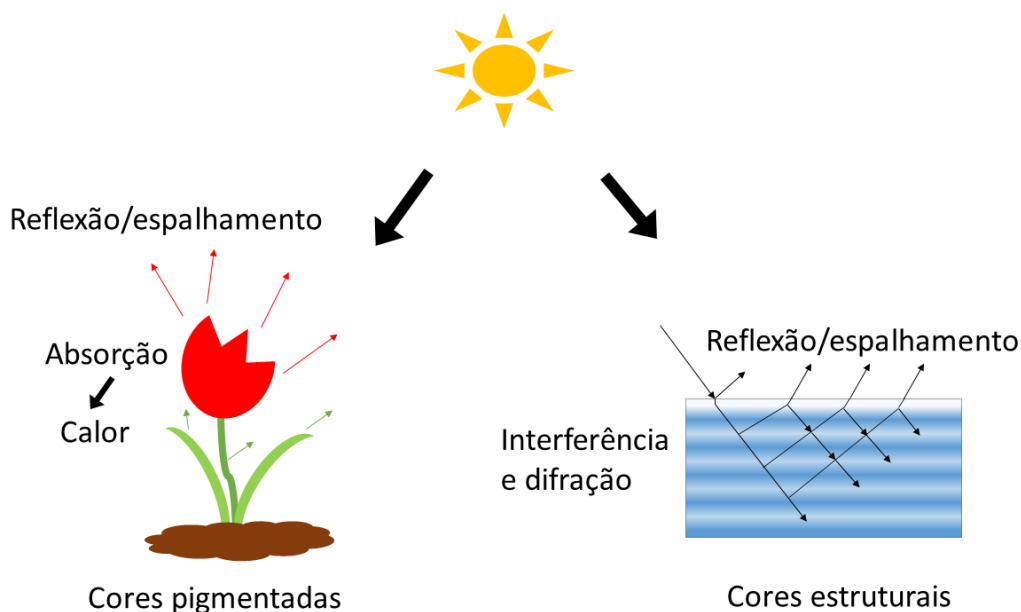 Reflexão/espalhamento
Absorção
Calor
Cores pigmentadas
Reflexão/espalhamento
Interferência
e difração
Cores estruturais